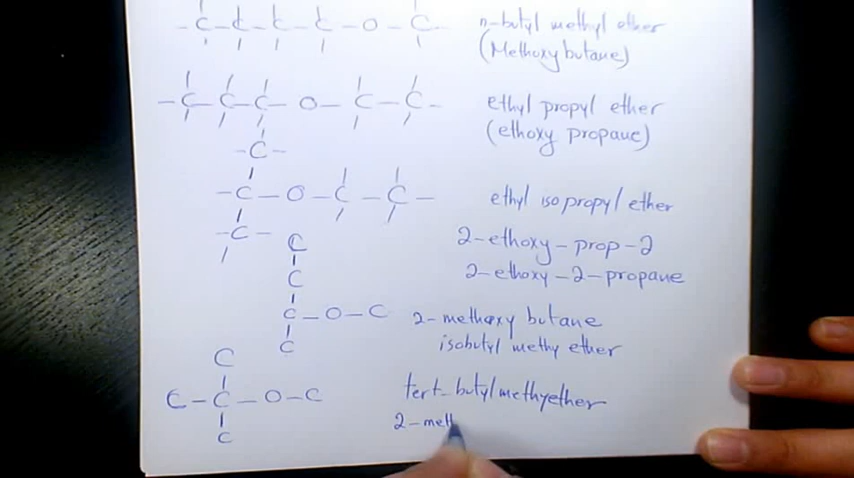 -C-C-C-C-O-C- n-butyl methyl ether
(Methoxy butane)
-C-C-C-O-C-C- ethyl propyl ether
(ethoxy propane)
-C-
-C-O-C-C- ethyl isopropyl ether
-C-
2-ethoxy-prop-2
2-ethoxy-2-propane
C
C
C-O-C 2-methoxy butane
C isobutyl methy ether
C
C-C-O-C tert-butylmethyether
C
2-meth